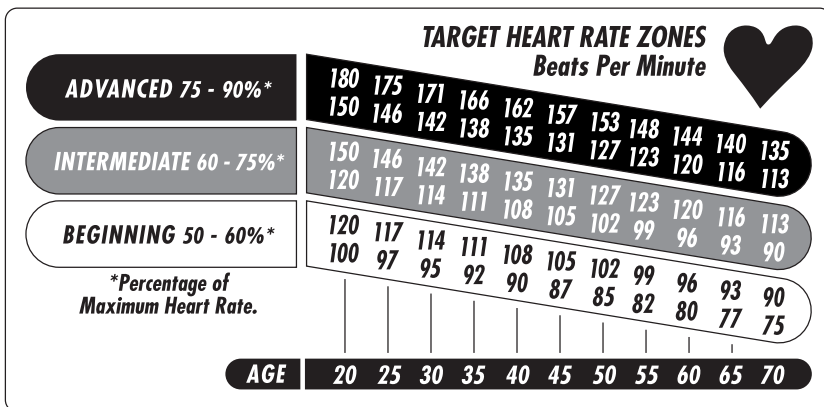 TARGET HEART RATE ZONES
Beats Per Minute
ADVANCED 75 - 90%*
180 175 171 166 162 157 153 148 144 140 135
150 146 142 138 135 131 127 123 120 116 113
INTERMEDIATE 60 - 75%*
150 146 142 138 135 131 127 123 120 116 113
120 117 114 111 108 105 102 99 96 93 90
BEGINNING 50 - 60%*
120 117 114 111 108 105 102 99 96 93 90
100 97 95 92 90 87 85 82 80 77 75
*Percentage of
Maximum Heart Rate.
AGE 20 25 30 35 40 45 50 55 60 65 70